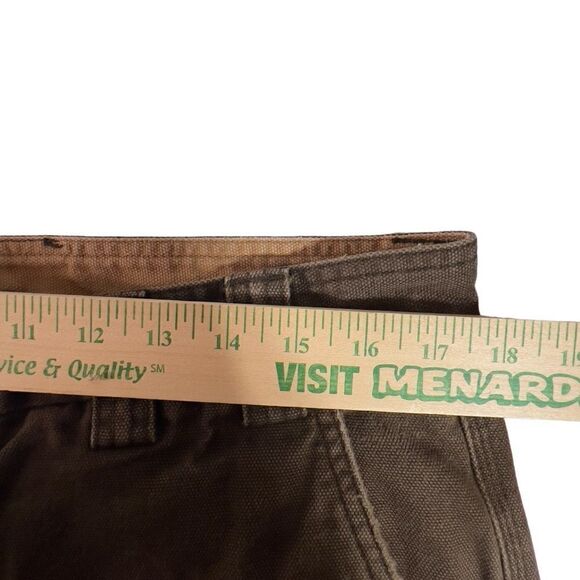 11 12 13 14 15 16 17 18
vice & Quality SM
VISIT MENARD